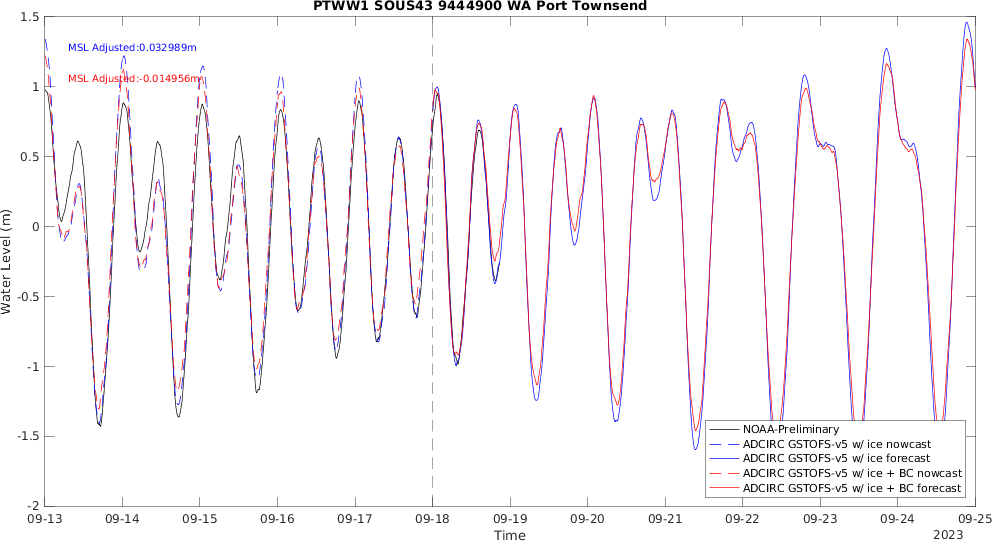 PTWW1 SOUS43 9444900 WA Port Townsend
MSL Adjusted:0.032989m
MSL Adjusted:-0.014956m
Water Level (m)
1.5
1
0.5
0
-0.5
-1
-1.5
-2
NOAA-Preliminary
ADCIRC GSTOFS-v5 w/ ice nowcast
ADCIRC GSTOFS-v5 w/ ice forecast
ADCIRC GSTOFS-v5 w/ ice + BC nowcast
ADCIRC GSTOFS-v5 w/ ice + BC forecast
09-13 09-14 09-15 09-16 09-17 09-18 09-19 09-20 09-21 09-22 09-23 09-24 09-25
Time
2023